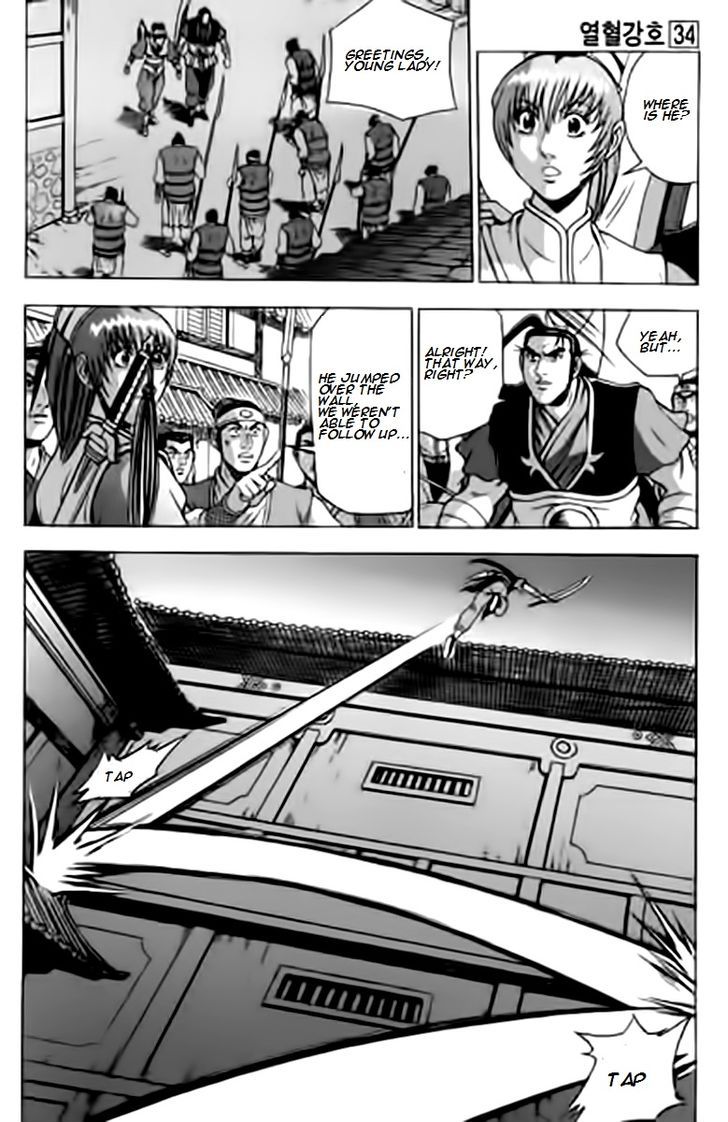 열혈강호 34
GREETINGS,
YOUNG LADY!
WHERE
IS HE?
HE JUMPED
OVER THE
WALL,
WE WEREN'T
ABLE TO
FOLLOW UP...
ALRIGHT!
THAT WAY,
RIGHT?
YEAH,
BUT...
TAP
TAP